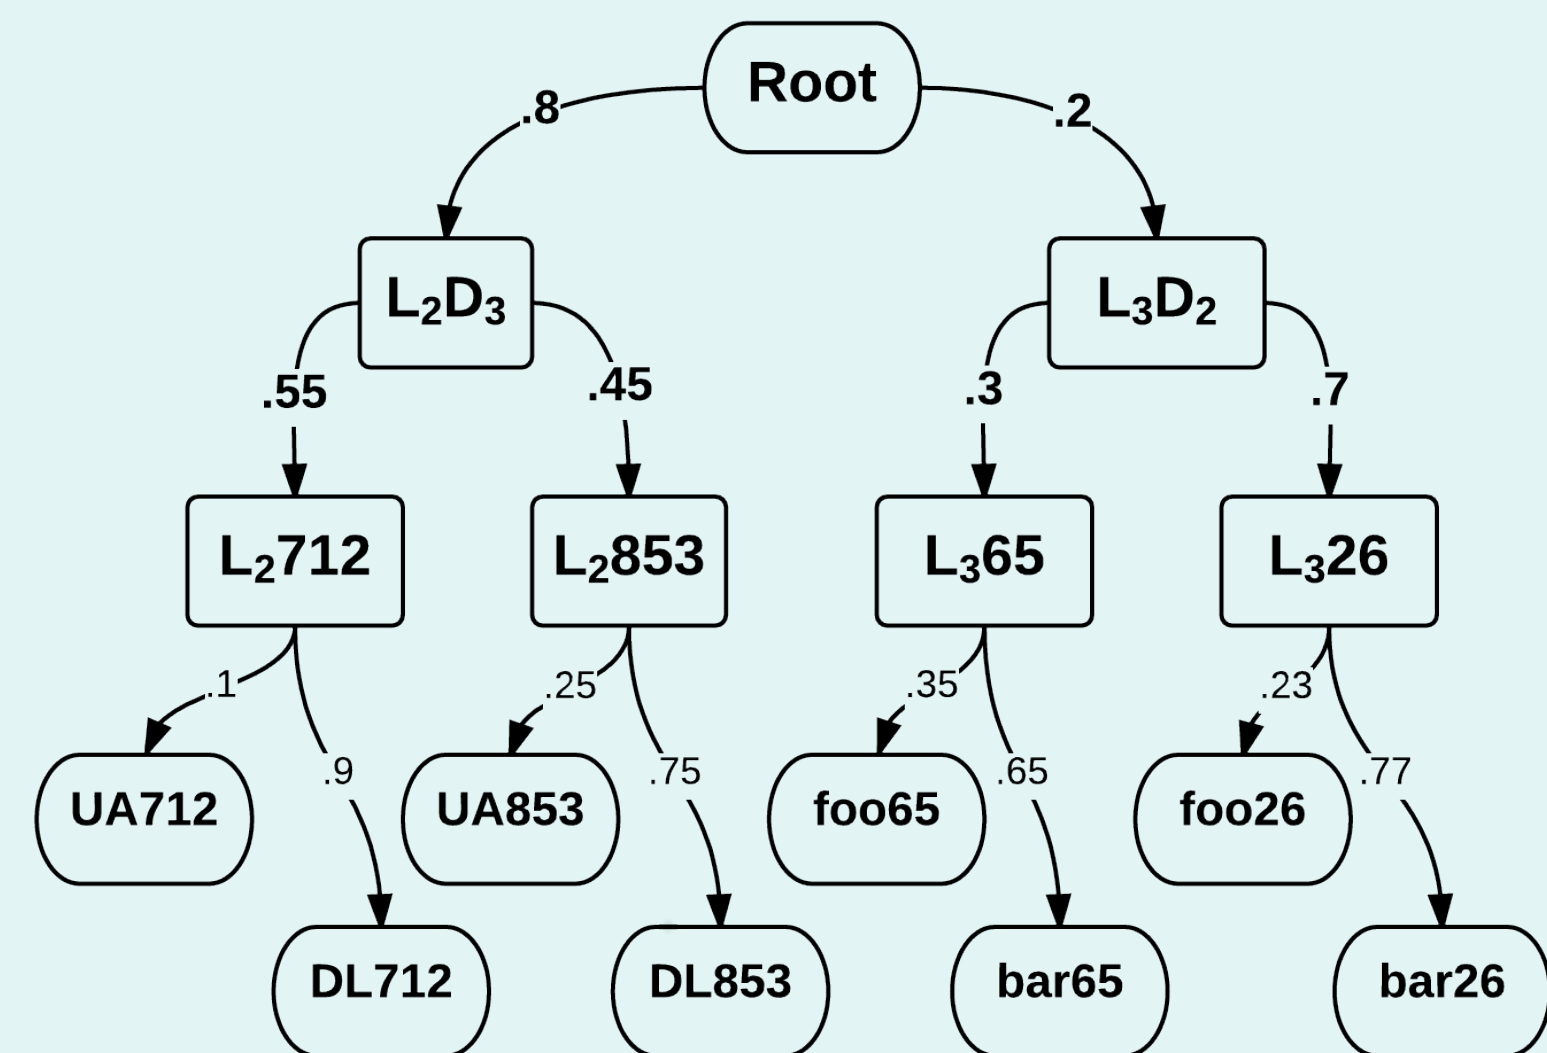 Root
.8
.2
L₂D₃
L₃D₂
.55
.45
.3
.7
L₂712
L₂853
L₃65
L₃26
.1
.25
.35
.23
.9
.75
.65
.77
UA712
UA853
foo65
foo26
DL712
DL853
bar65
bar26